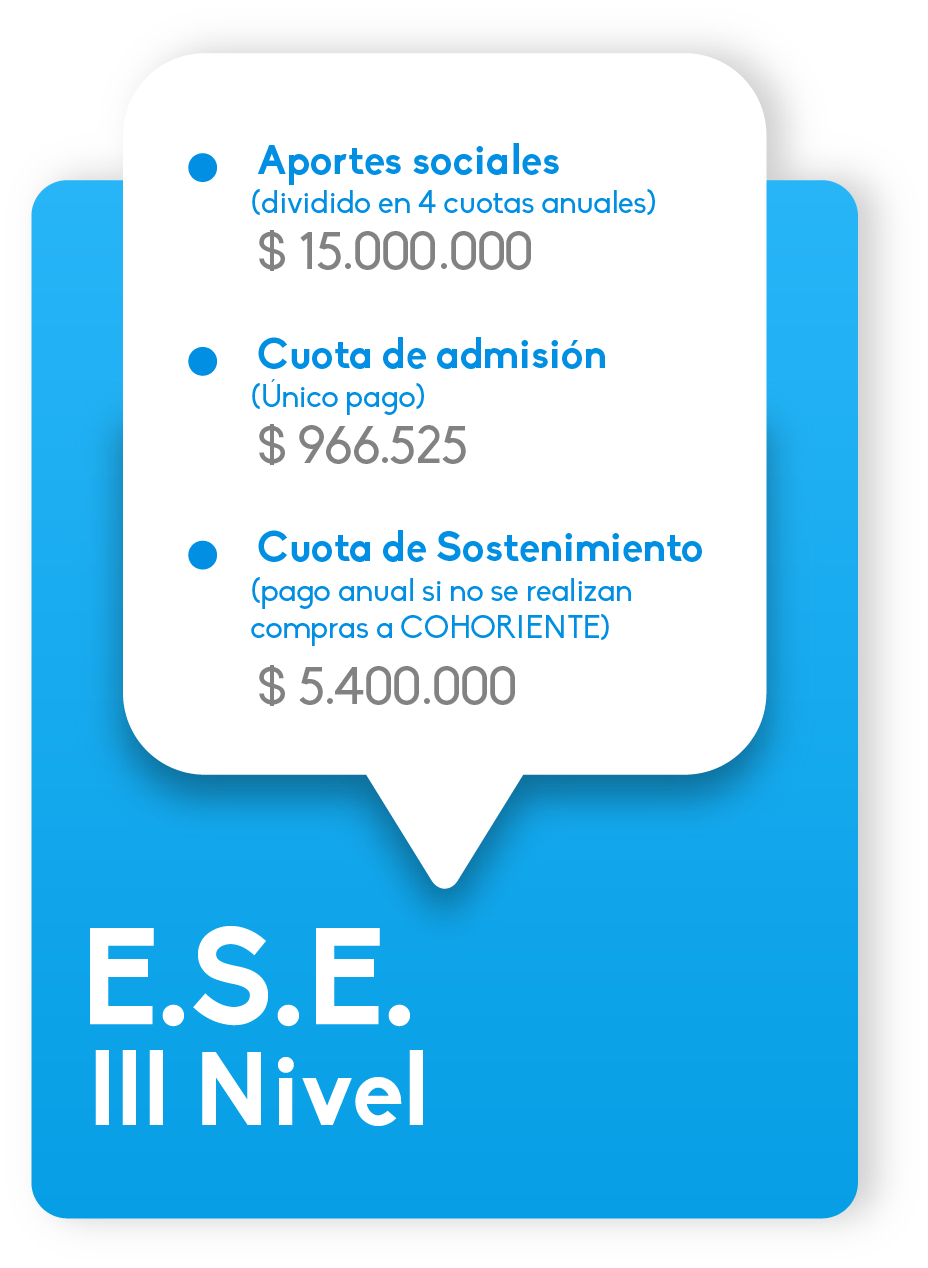 Aportes sociales
(dividido en 4 cuotas anuales)
$ 15.000.000
Cuota de admisión
(Único pago)
$ 966.525
Cuota de Sostenimiento
(pago anual si no se realizan
compras a COHORIENTE)
$ 5.400.000
E.S.E.
III Nivel